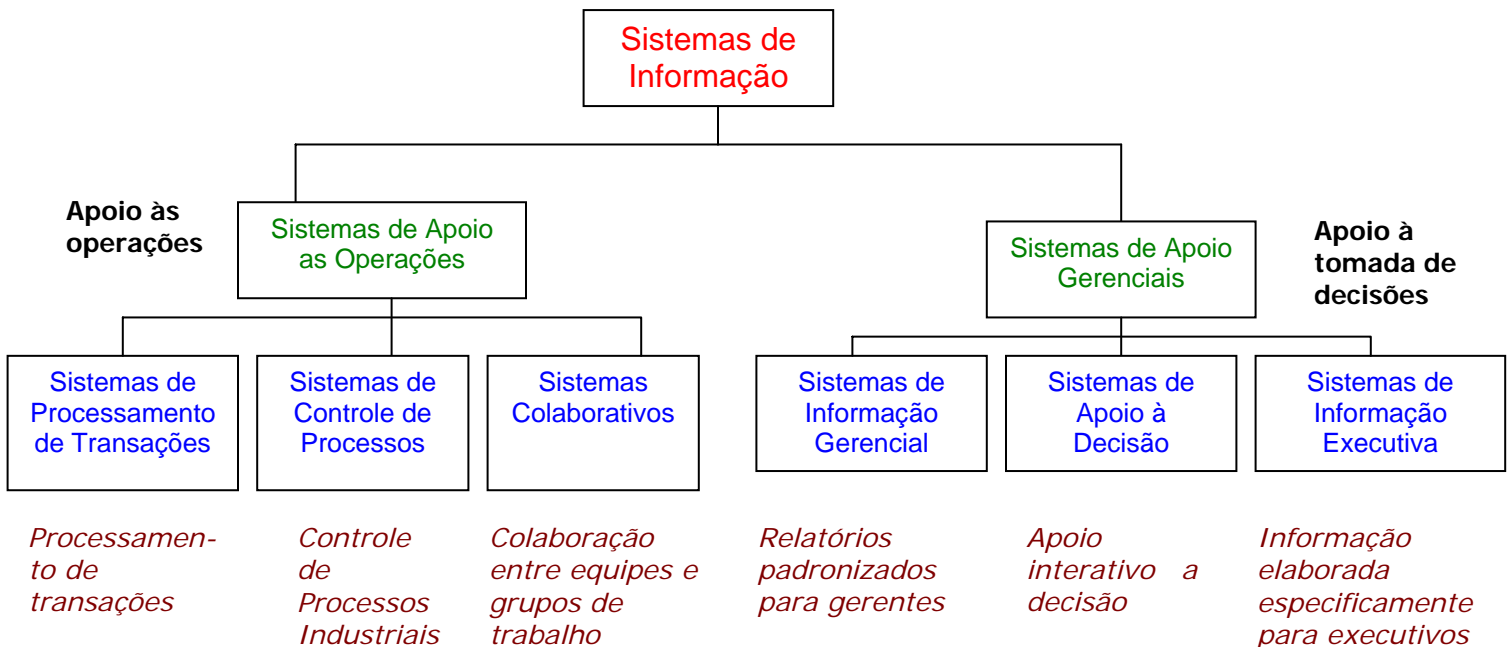 Sistemas de
Informação
Apoio às
operações
Sistemas de Apoio
as Operações
Sistemas de Apoio
Gerenciais
Apoio à
tomada de
decisões
Sistemas de
Processamento
de Transações
Sistemas de
Controle de
Processos
Sistemas
Colaborativos
Sistemas de
Informação
Gerencial
Sistemas de
Apoio à
Decisão
Sistemas de
Informação
Executiva
Processamen-
to de
transações
Controle
de
Processos
Industriais
Colaboração
entre equipes e
grupos de
trabalho
Relatórios
padronizados
para gerentes
Apoio
interativo a
decisão
Informação
elaborada
especificamente
para executivos